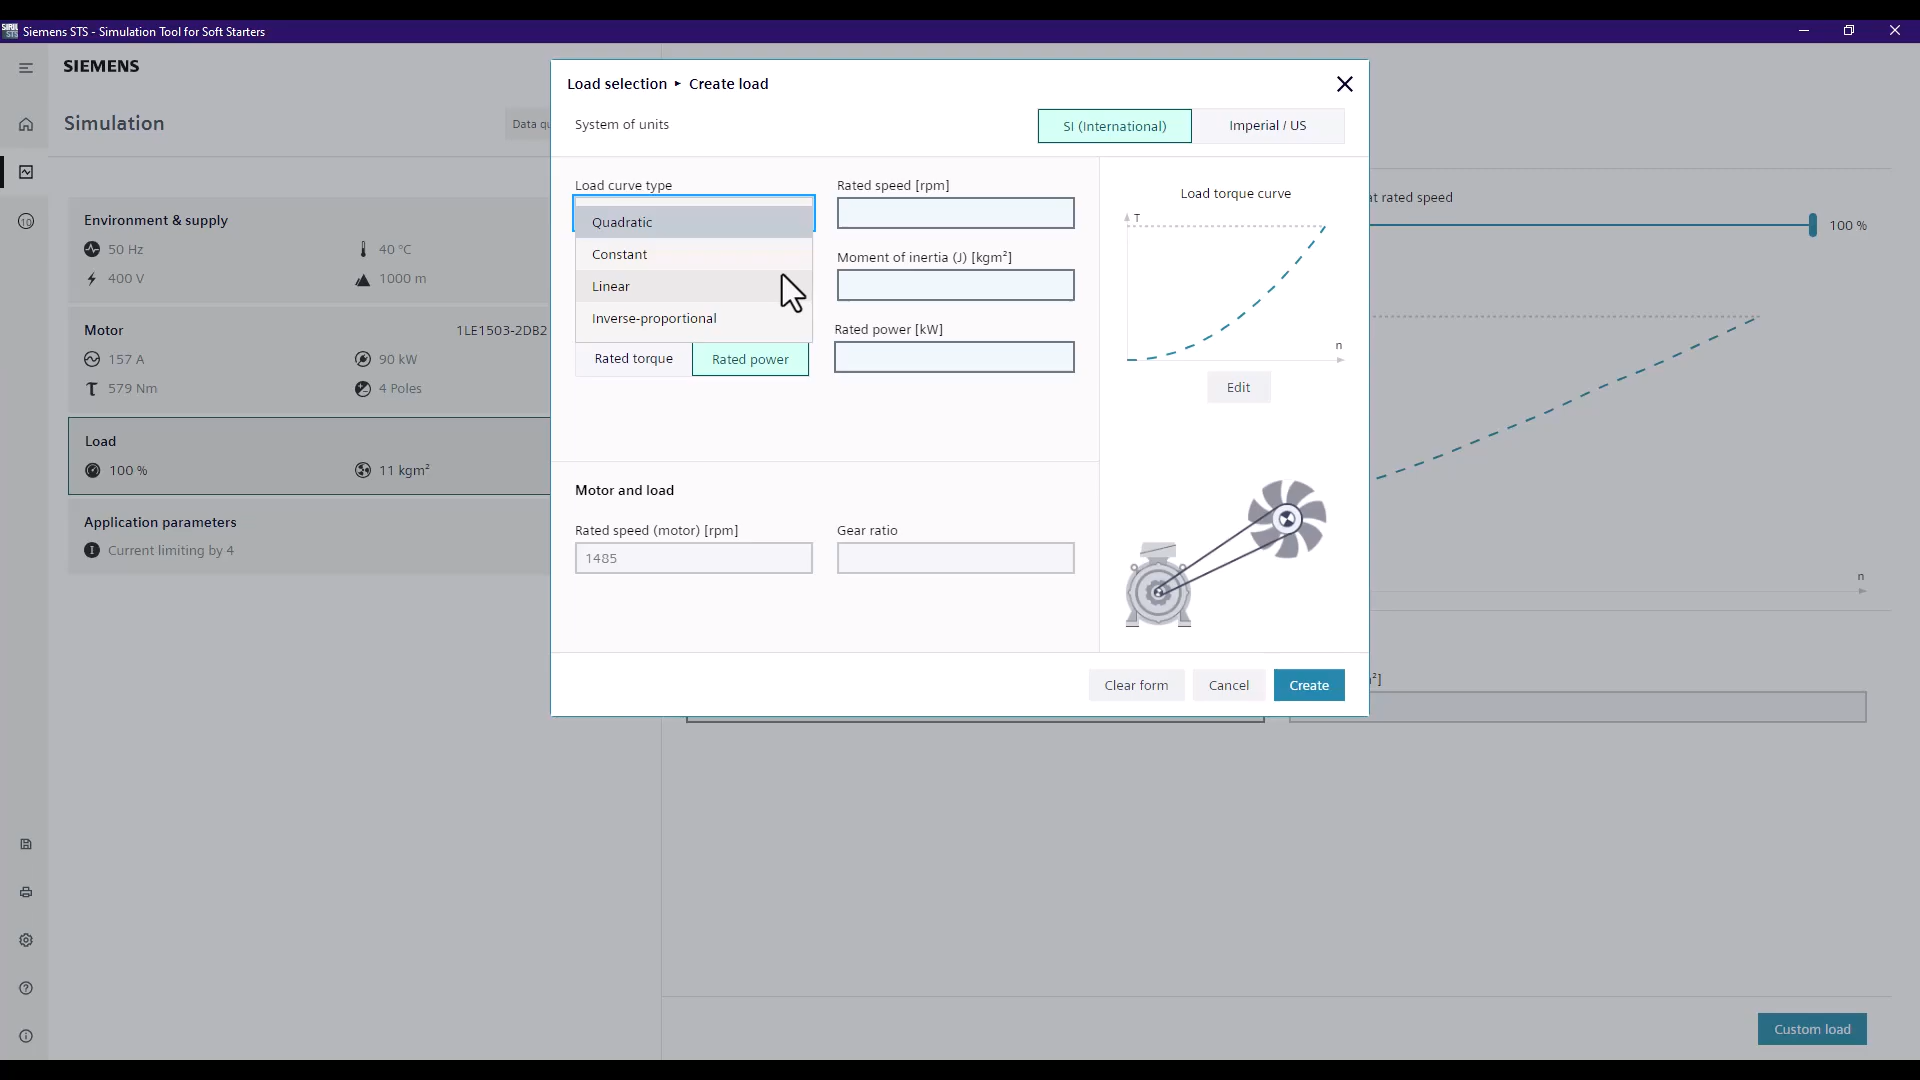 Siemens STS - Simulation Tool for Soft Starters
SIEMENS
Simulation
Data qu
Environment & supply
50 Hz
40 °C
400 V
1000 m
Motor
1LE1503-2DB2
157 A
90 kW
579 Nm
4 Poles
Load
100 %
11 kgm²
Application parameters
Current limiting by 4
10
Load selection ▸ Create load
System of units
SI (International)
Imperial / US
Load curve type
Quadratic
Constant
Linear
Inverse-proportional
Rated torque
Rated power
Rated speed [rpm]
Moment of inertia (J) [kgm²]
Rated power [kW]
Load torque curve
T
n
Edit
Motor and load
Rated speed (motor) [rpm]
1485
Gear ratio
Clear form
Cancel
Create
at rated speed
100 %
n
²]
Custom load